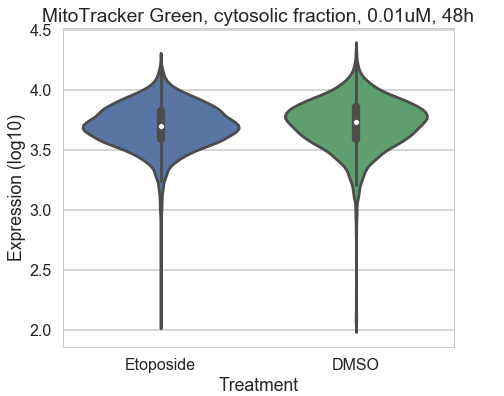 MitoTracker Green, cytosolic fraction, 0.01uM, 48h
4.5
4.0
3.5
3.0
2.5
2.0
Expression (log10)
Etoposide
DMSO
Treatment